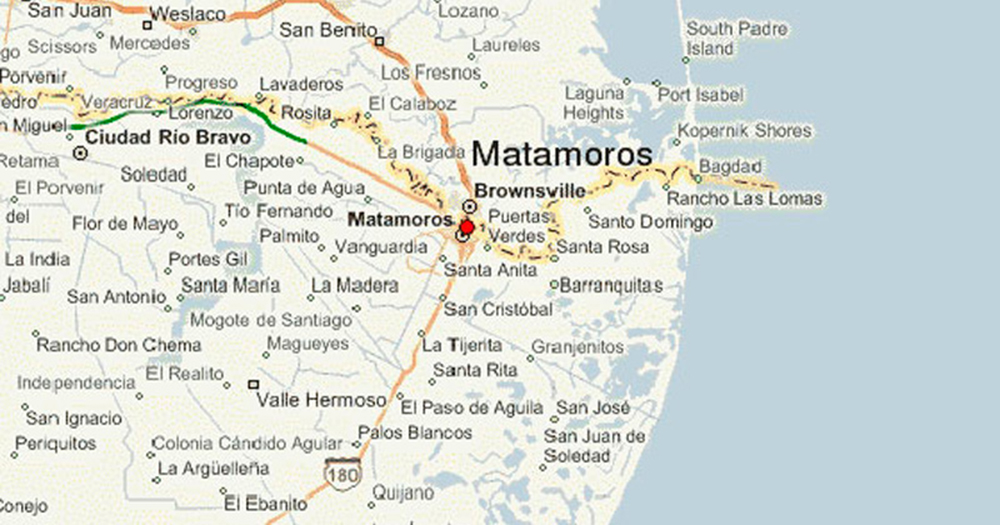 San Juan
Weslaco
Lozano
South Padre
Island
go Scissors
Mercedes
San Benito
Laureles
Porvenir
Progreso
Lavaderos
Los Fresnos
Laguna
Heights
Port Isabel
edro
Veracruz
Lorenzo
Rosita
El Calaboz
n Miguel
Ciudad Río Bravo
Kopernik Shores
Retama
El Chapote
La Brigada
Matamoros
Bagdad
Soledad
El Porvenir
Punta de Agua
Brownsville
Rancho Las Lomas
del
Flor de Mayo
Tío Fernando
Matamoros
Puertas
Verdes
Santo Domingo
Palmito
Vanguardia
Santa Rosa
La India
Portes Gil
Santa Anita
Jabalí
San Antonio
Santa María
La Madera
Barranquitas
San Cristóbal
Mogote de Santiago
Rancho Don Chema
Magueyes
La Tijerita
Granjenitos
Independencia
El Realito
Santa Rita
Valle Hermoso
El Paso de Aguila
San José
San Ignacio
Periquitos
Colonia Cándido Agular
Palos Blancos
San Juan de
Soledad
La Argüelleña
180
El Ebanito
Quijano
Conejo